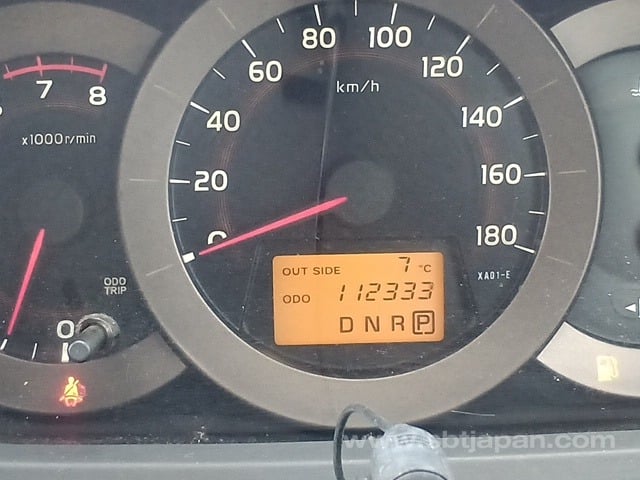 80
100
60
120
km/h
40
140
20
160
0
180
7
8
x1000r/min
ODO
TRIP
0
OUT SIDE 7 °C
ODO 112333
D N R P
XA01-E
www.sbtjapan.com